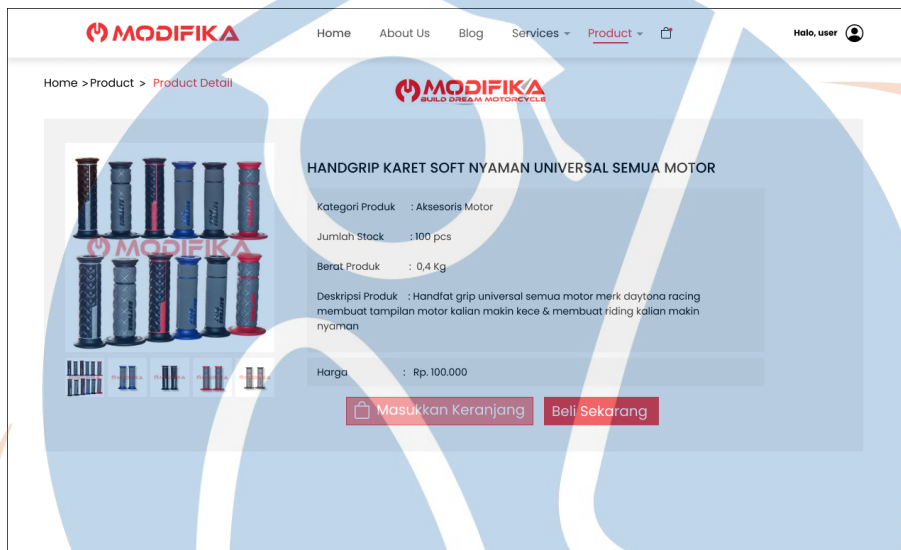 MODIFIKA
Home About Us Blog Services Product
Halo, user
Home > Product > Product Detail
MODIFIKA
BUILD DREAM MOTORCYCLE
HANDGRIP KARET SOFT NYAMAN UNIVERSAL SEMUA MOTOR
Kategori Produk : Aksesoris Motor
Jumlah Stock : 100 pcs
Berat Produk : 0,4 Kg
Deskripsi Produk : Handfat grip universal semua motor merk daytona racing
membuat tampilan motor kalian makin kece & membuat riding kalian makin
nyaman
MODIFIKA
Harga : Rp. 100.000
Masukkan Keranjang Beli Sekarang